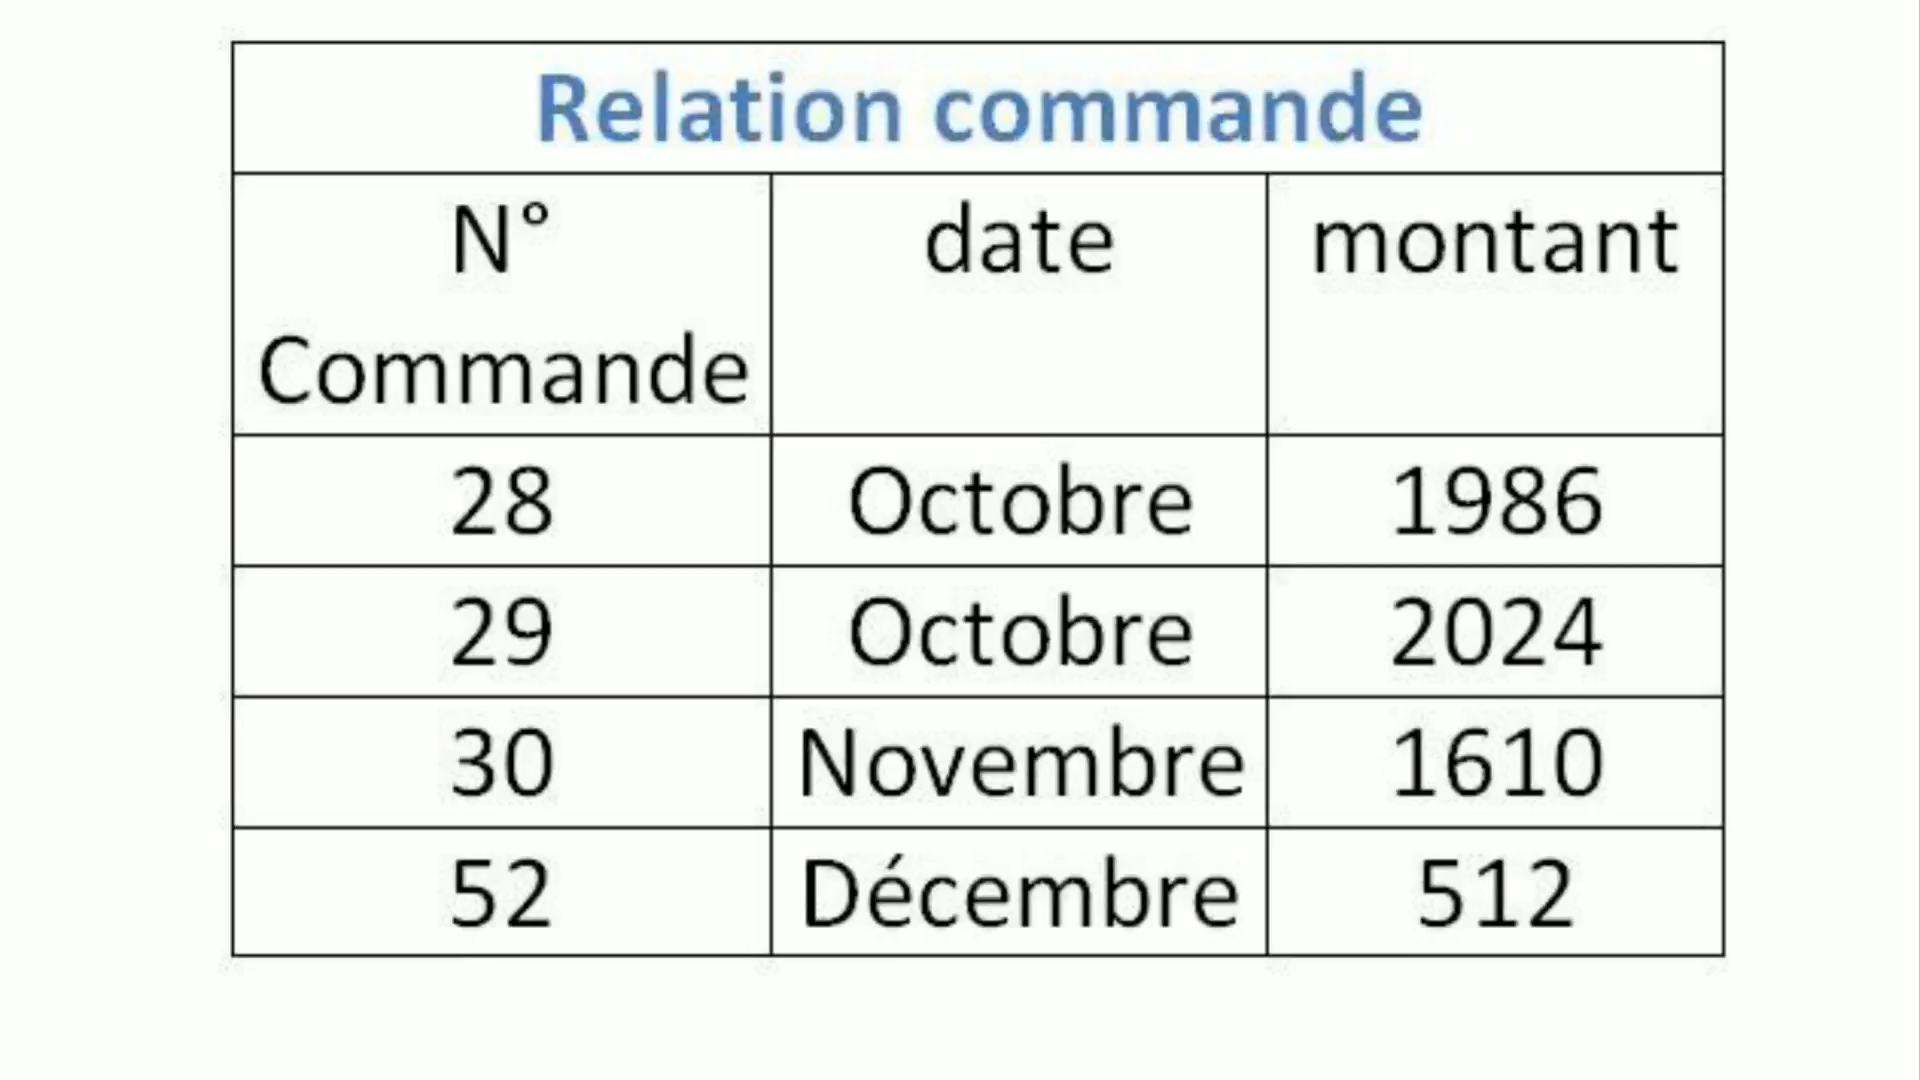 Relation commande
N° date montant
Commande
28 Octobre 1986
29 Octobre 2024
30 Novembre 1610
52 Décembre 512